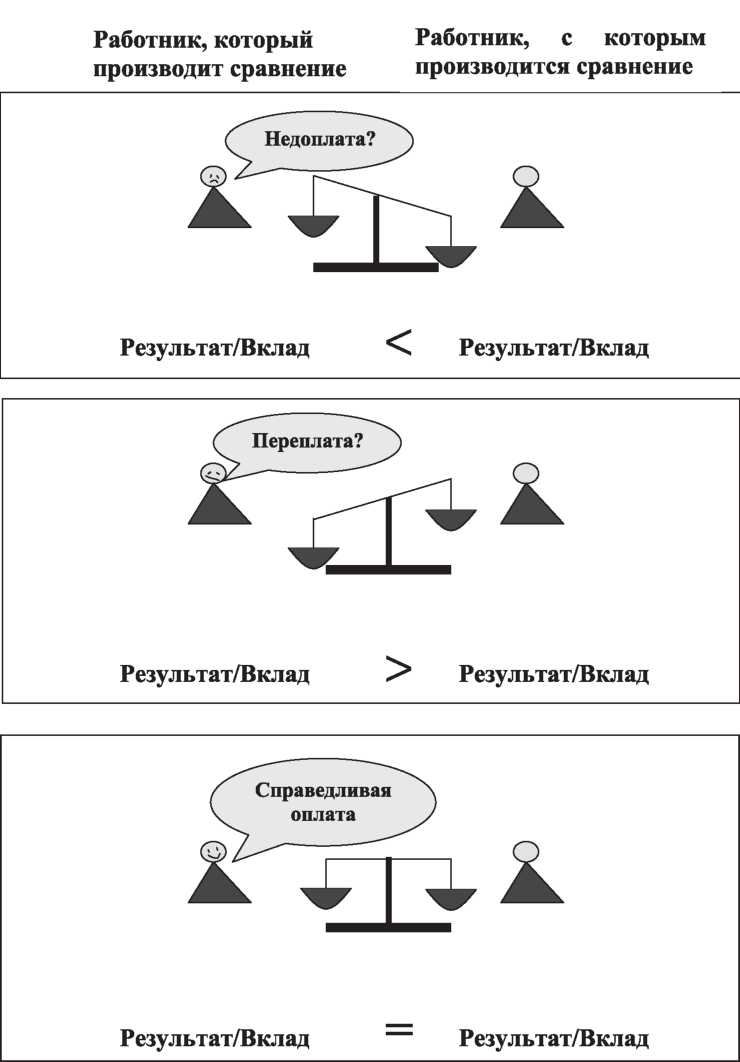 Работник, который
производит сравнение
Работник, с которым
производится сравнение
Недоплата?
Результат/Вклад < Результат/Вклад
Переплата?
Результат/Вклад > Результат/Вклад
Справедливая
оплата
Результат/Вклад = Результат/Вклад